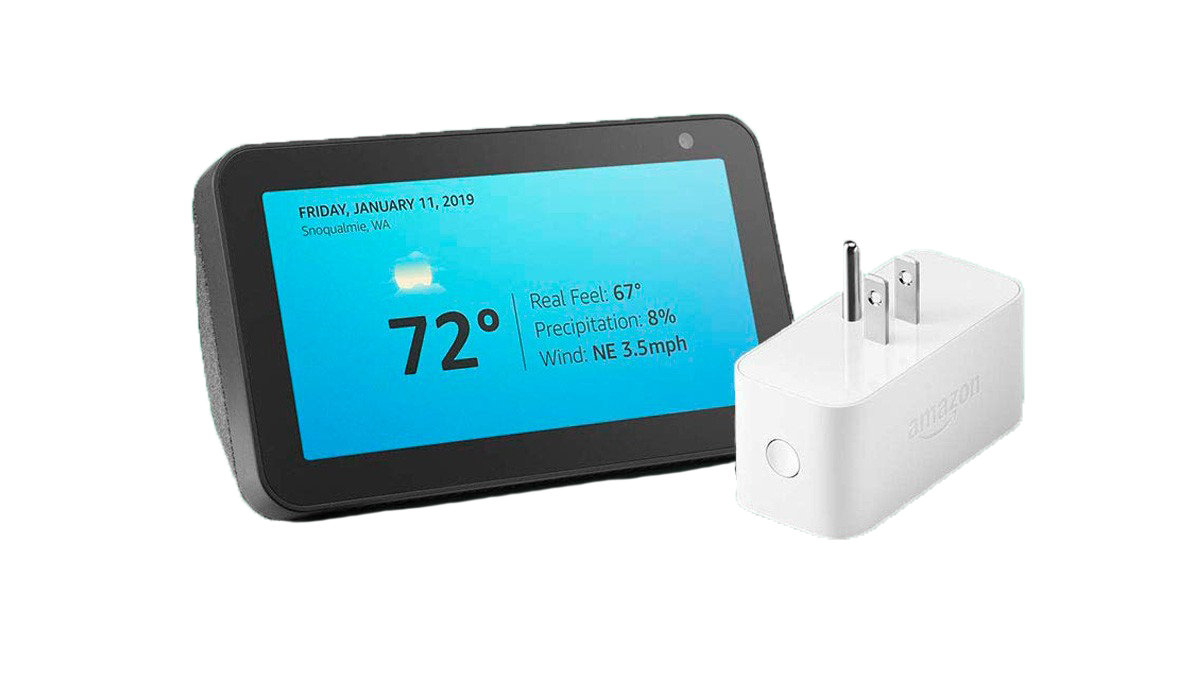 FRIDAY, JANUARY 11, 2019
Snoqualmie, WA
72°
Real Feel: 67°
Precipitation: 8%
Wind: NE 3.5mph
amazon